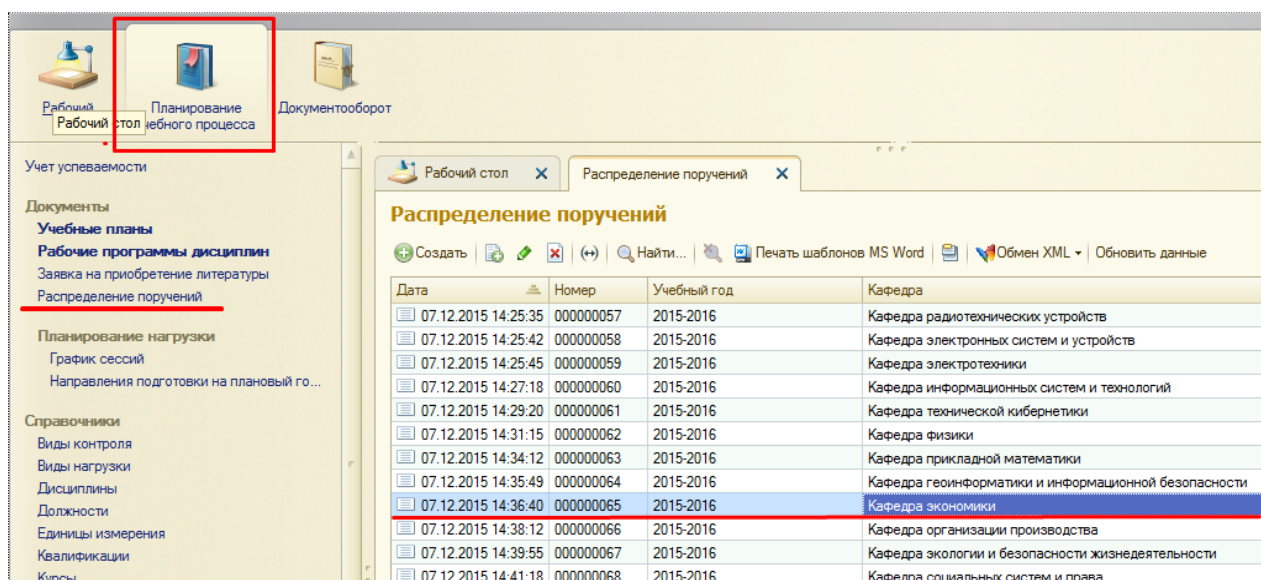 Рабочий
Планирование
учебного процесса
Документооборот
Рабочий стол
Учет успеваемости
Документы
Учебные планы
Рабочие программы дисциплин
Заявка на приобретение литературы
Распределение поручений
Планирование нагрузки
График сессий
Направления подготовки на плановый го...
Справочники
Виды контроля
Виды нагрузки
Дисциплины
Должности
Единицы измерения
Квалификации
Курсы
Рабочий стол Распределение поручений
Распределение поручений
Создать Найти... Печать шаблонов MS Word Обмен XML Обновить данные
Дата Номер Учебный год Кафедра
07.12.2015 14:25:35 000000057 2015-2016 Кафедра радиотехнических устройств
07.12.2015 14:25:42 000000058 2015-2016 Кафедра электронных систем и устройств
07.12.2015 14:25:45 000000059 2015-2016 Кафедра электротехники
07.12.2015 14:27:18 000000060 2015-2016 Кафедра информационных систем и технологий
07.12.2015 14:29:20 000000061 2015-2016 Кафедра технической кибернетики
07.12.2015 14:31:15 000000062 2015-2016 Кафедра физики
07.12.2015 14:34:12 000000063 2015-2016 Кафедра прикладной математики
07.12.2015 14:35:49 000000064 2015-2016 Кафедра геоинформатики и информационной безопасности
07.12.2015 14:36:40 000000065 2015-2016 Кафедра экономики
07.12.2015 14:38:12 000000066 2015-2016 Кафедра организации производства
07.12.2015 14:39:55 000000067 2015-2016 Кафедра экологии и безопасности жизнедеятельности
07.12.2015 14:41:18 000000068 2015-2016 Кафедра социальных систем и права